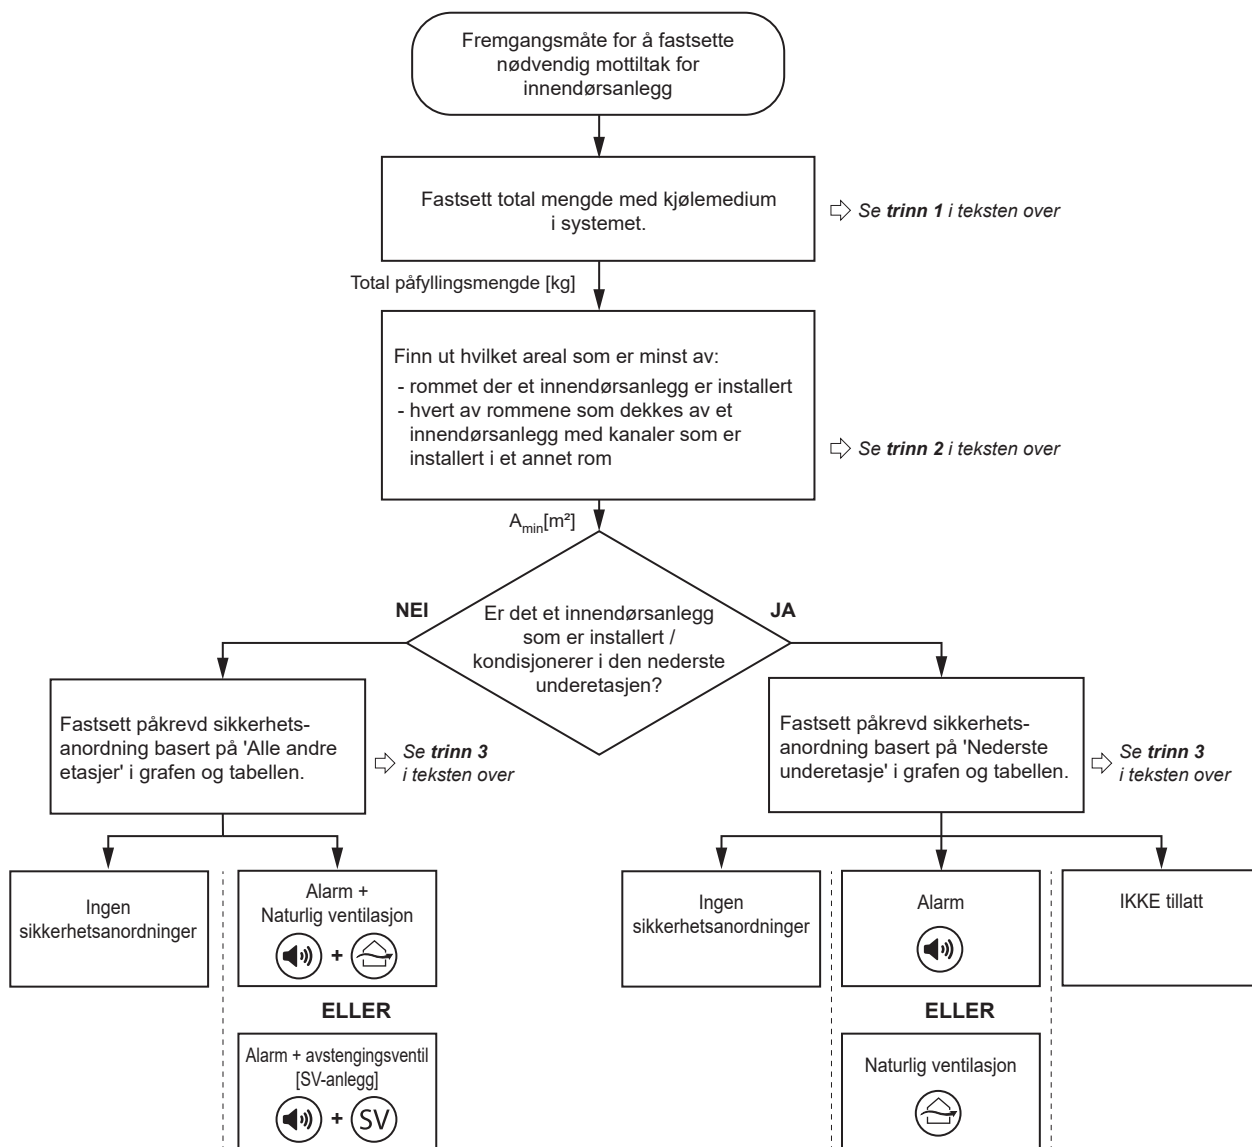 Fremgangsmåte for å fastsette
nødvendig mottiltak for
innendørsanlegg
Fastsett total mengde med kjølemedium
i systemet.
Se trinn 1 i teksten over
Total påfyllingsmengde [kg]
Finn ut hvilket areal som er minst av:
- rommet der et innendørsanlegg er installert
- hvert av rommene som dekkes av et
innendørsanlegg med kanaler som er
installert i et annet rom
Se trinn 2 i teksten over
Amin[m²]
NEI
Er det et innendørsanlegg
som er installert /
kondisjonerer i den nederste
underetasjen?
JA
Fastsett påkrevd sikkerhets-
anordning basert på 'Alle andre
etasjer' i grafen og tabellen.
Se trinn 3
i teksten over
Fastsett påkrevd sikkerhets-
anordning basert på 'Nederste
underetasje' i grafen og tabellen.
Se trinn 3
i teksten over
Ingen
sikkerhetsanordninger
Alarm +
Naturlig ventilasjon
+
ELLER
Alarm + avstengingsventil
[SV-anlegg]
+ SV
Ingen
sikkerhetsanordninger
Alarm
ELLER
Naturlig ventilasjon
IKKE tillatt